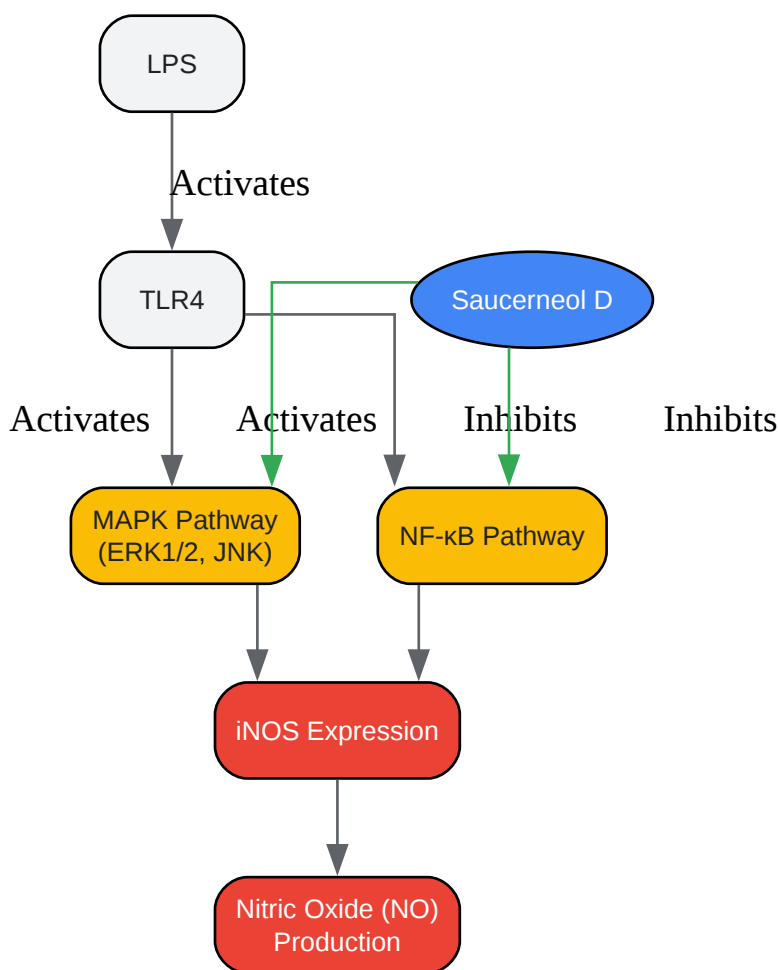 LPS
Activates
TLR4
Saucerneol D
Activates
Activates
Inhibits
Inhibits
MAPK Pathway
(ERK1/2, JNK)
NF-κB Pathway
iNOS Expression
Nitric Oxide (NO)
Production